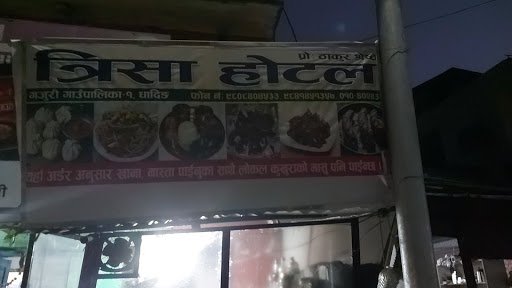 प्रो. ठाकुर श्रेष्ठ
त्रिसा होटल
गजुरी गाउँपालिका-१, धादिङ
फोन नं.
यहाँ अर्डर अनुसार खाना, नास्ता पाईनुका साथै लोकल कुखुराको मासु पनि पाईन्छ।